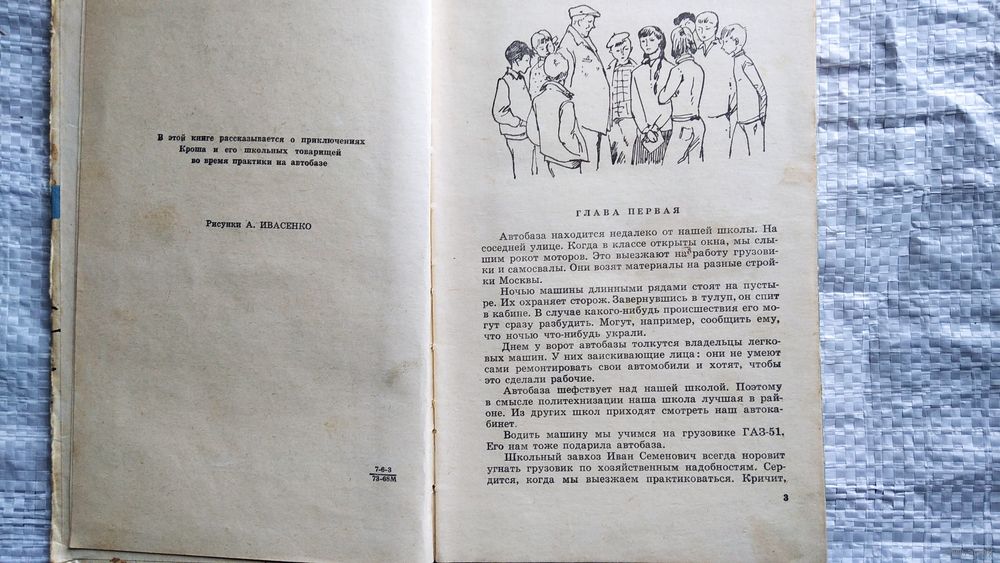 В этой книге рассказывается о приключениях
Кроша и его школьных товарищей
во время практики на автобазе
Рисунки А. ИВАСЕНКО
7-6-3
73-68М
ГЛАВА ПЕРВАЯ
Автобаза находится недалеко от нашей школы. На
соседней улице. Когда в классе открыты окна, мы слы-
шим рокот моторов. Это выезжают на работу грузови-
ки и самосвалы. Они возят материалы на разные строй-
ки Москвы.
Ночью машины длинными рядами стоят на пусты-
ре. Их охраняет сторож. Завернувшись в тулуп, он спит
в кабине. В случае какого-нибудь происшествия его мо-
гут сразу разбудить. Могут, например, сообщить ему,
что ночью что-нибудь украли.
Днем у ворот автобазы толкутся владельцы легко-
вых машин. У них заискивающие лица: они не умеют
сами ремонтировать свои автомобили и хотят, чтобы
это сделали рабочие.
Автобаза шефствует над нашей школой. Поэтому
в смысле политехнизации наша школа лучшая в рай-
оне. Из других школ приходят смотреть наш автока-
бинет.
Водить машину мы учимся на грузовике ГАЗ-51.
Его нам тоже подарила автобаза.
Школьный завхоз Иван Семенович всегда норовит
угнать грузовик по хозяйственным надобностям. Сер-
дится, когда мы выезжаем практиковаться. Кричит,
3